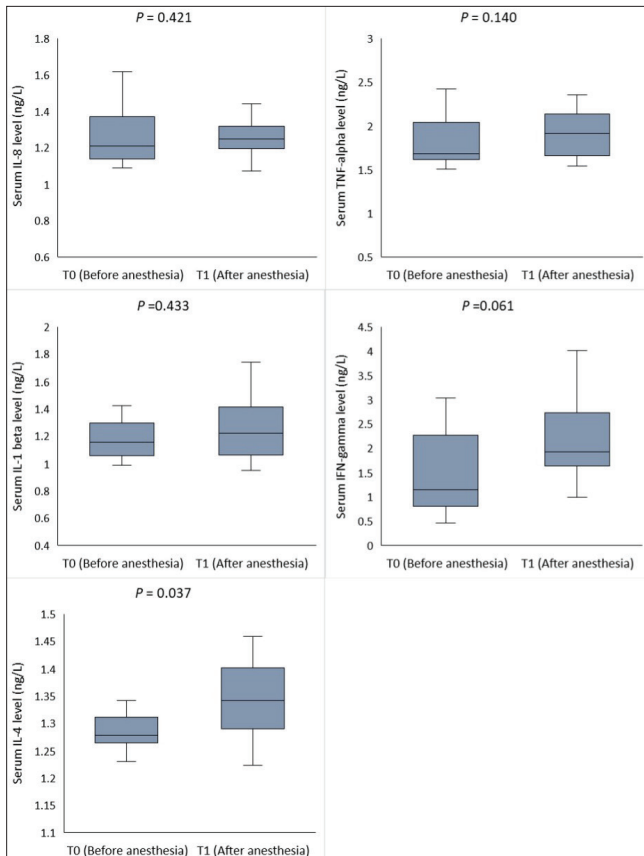 P = 0.421
Serum IL-8 level (ng/L)
1.8
1.6
1.4
1.2
1
0.8
0.6
T0 (Before anesthesia) T1 (After anesthesia)
P = 0.140
Serum TNF-alpha level (ng/L)
3
2.5
2
1.5
1
0.5
T0 (Before anesthesia) T1 (After anesthesia)
P =0.433
Serum IL-1 beta level (ng/L)
2
1.8
1.6
1.4
1.2
1
0.8
0.6
0.4
T0 (Before anesthesia) T1 (After anesthesia)
P =0.061
Serum IFN-gamma level (ng/L)
4.5
4
3.5
3
2.5
2
1.5
1
0.5
0
T0 (Before anesthesia) T1 (After anesthesia)
P = 0.037
Serum IL-4 level (ng/L)
1.5
1.45
1.4
1.35
1.3
1.25
1.2
1.15
1.1
T0 (Before anesthesia) T1 (After anesthesia)